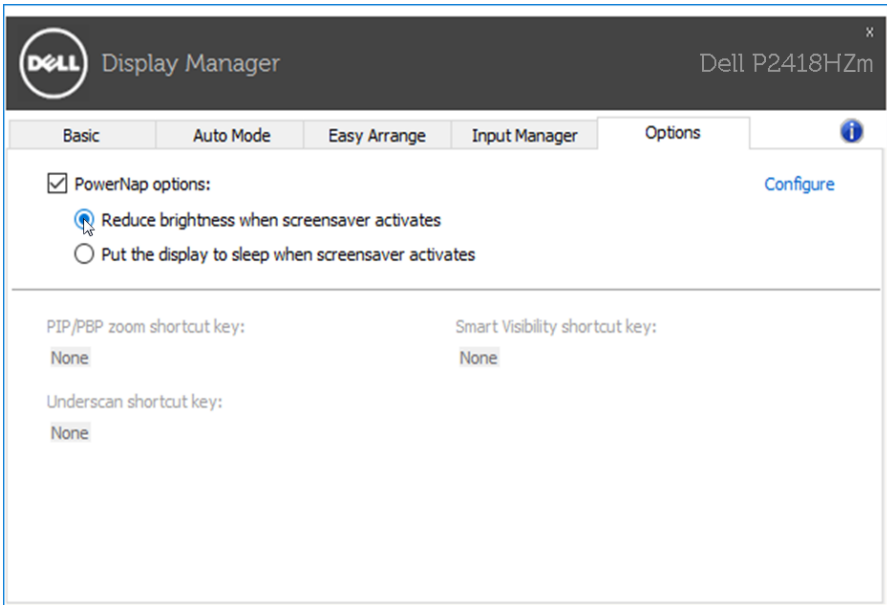 DELL Display Manager
x
Dell P2418HZm
Basic Auto Mode Easy Arrange Input Manager Options i
PowerNap options: Configure
Reduce brightness when screensaver activates
Put the display to sleep when screensaver activates
PIP/PBP zoom shortcut key: Smart Visibility shortcut key:
None None
Underscan shortcut key:
None